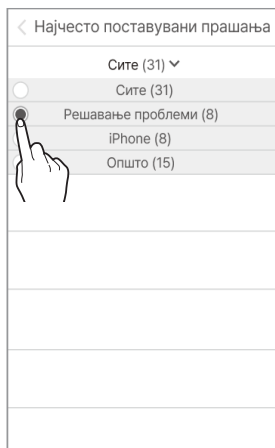 Најчесто поставувани прашања
Сите (31)
Сите (31)
Решавање проблеми (8)
iPhone (8)
Општо (15)